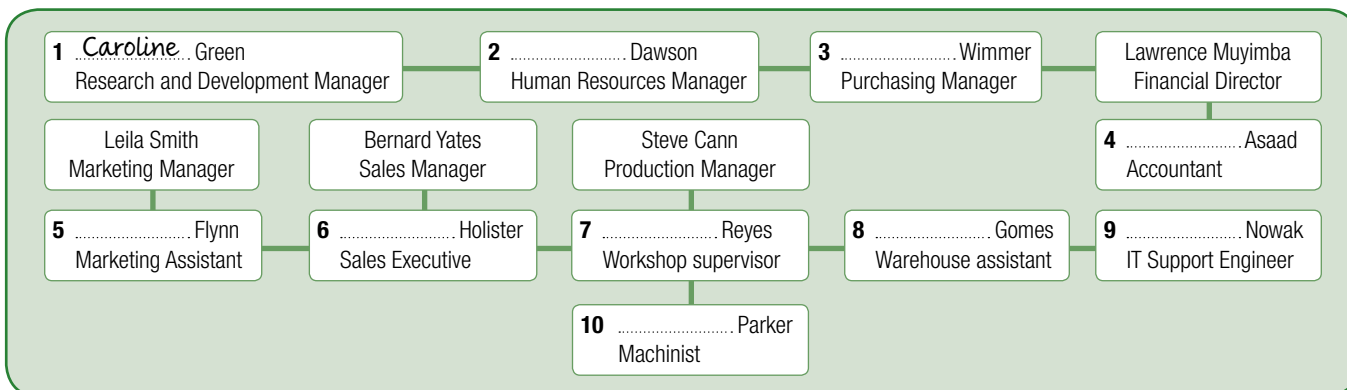 1 Caroline Green
Research and Development Manager
2 ........................... Dawson
Human Resources Manager
3 ........................... Wimmer
Purchasing Manager
Lawrence Muyimba
Financial Director
Leila Smith
Marketing Manager
Bernard Yates
Sales Manager
Steve Cann
Production Manager
4 ........................... Asaad
Accountant
5 ........................... Flynn
Marketing Assistant
6 ........................... Holister
Sales Executive
7 ........................... Reyes
Workshop supervisor
8 ........................... Gomes
Warehouse assistant
9 ........................... Nowak
IT Support Engineer
10 ........................... Parker
Machinist